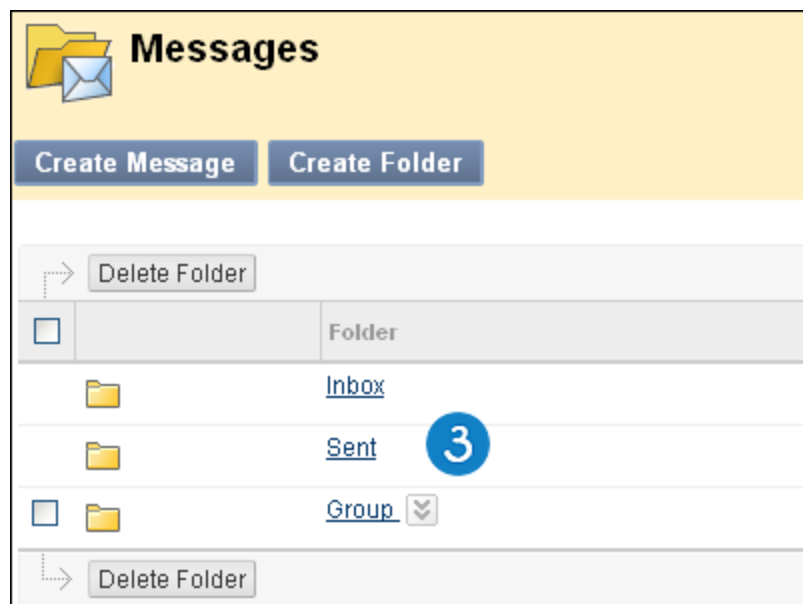 Messages
Create Message Create Folder
Delete Folder
Folder
Inbox
Sent 3
Group
Delete Folder